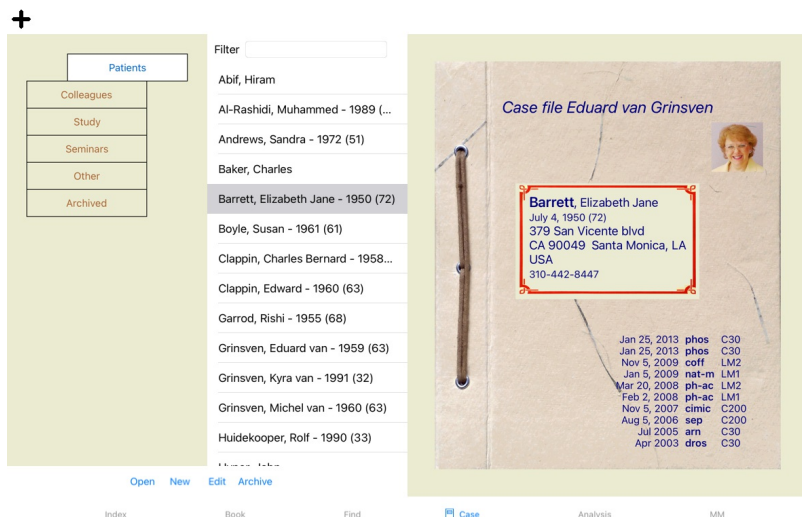 Patients
Colleagues
Study
Seminars
Other
Archived
Filter
Abif, Hiram
Al-Rashidi, Muhammed - 1989 (...
Andrews, Sandra - 1972 (51)
Baker, Charles
Barrett, Elizabeth Jane - 1950 (72)
Boyle, Susan - 1961 (61)
Clappin, Charles Bernard - 1958...
Clappin, Edward - 1960 (63)
Garrod, Rishi - 1955 (68)
Grinsven, Eduard van - 1959 (63)
Grinsven, Kyra van - 1991 (32)
Grinsven, Michel van - 1960 (63)
Huidekooper, Rolf - 1990 (33)
Open New Edit Archive
Case file Eduard van Grinsven
Barrett, Elizabeth Jane
July 4, 1950 (72)
379 San Vicente blvd
CA 90049 Santa Monica, LA
USA
310-442-8447
Jan 25, 2013 phos C30
Jan 25, 2013 phos C30
Nov 5, 2009 coff LM2
Jan 5, 2009 nat-m LM1
Mar 20, 2008 ph-ac LM2
Feb 2, 2008 ph-ac LM1
Nov 5, 2007 cimic C200
Aug 5, 2006 sep C200
Jul 2005 arn C30
Apr 2003 dros C30
Index Book Find Case Analysis MM